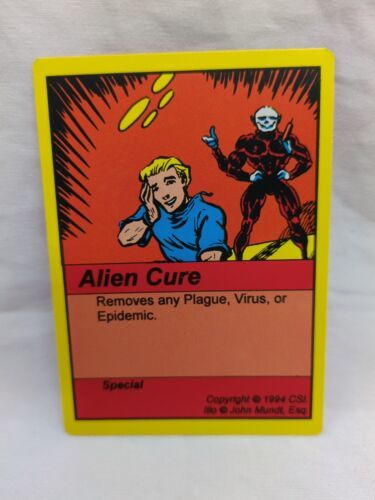 Alien Cure
Removes any Plague, Virus, or
Epidemic.
Special
Copyright © 1994 CSI.
Illo © John Mundt, Esq.